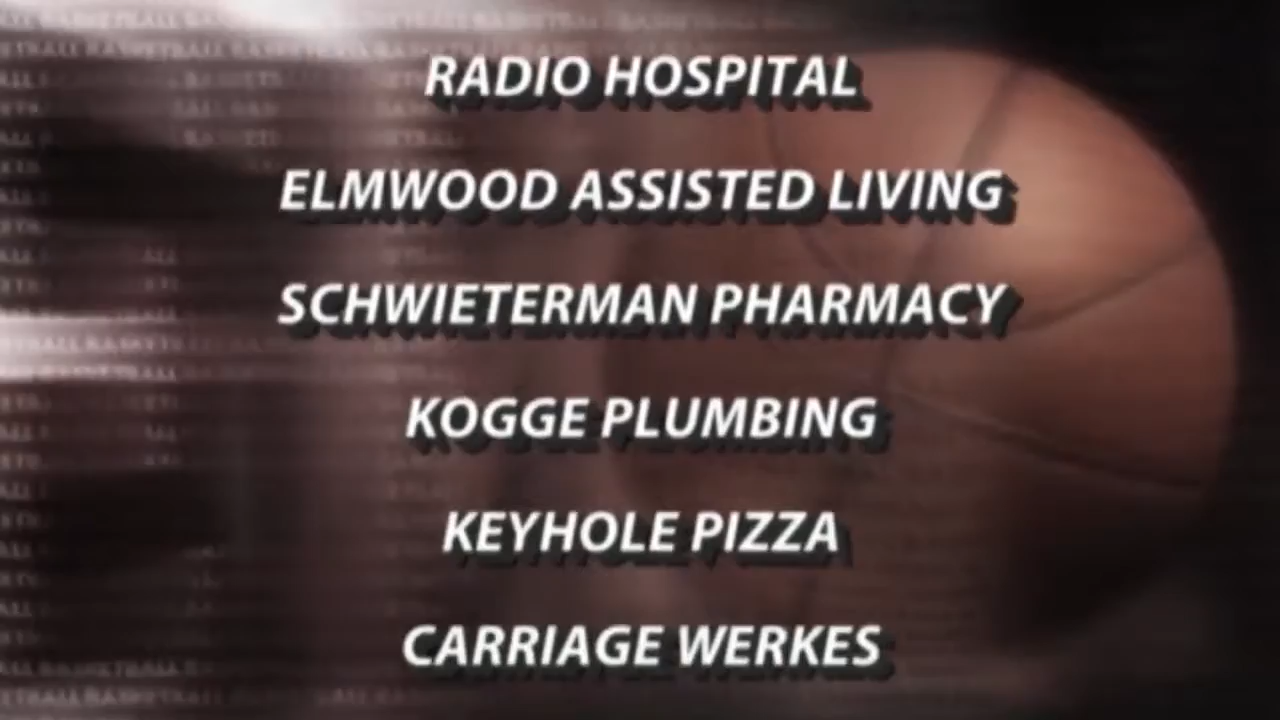 RADIO HOSPITAL
ELMWOOD ASSISTED LIVING
SCHWIETERMAN PHARMACY
KOGGE PLUMBING
KEYHOLE PIZZA
CARRIAGE WERKES